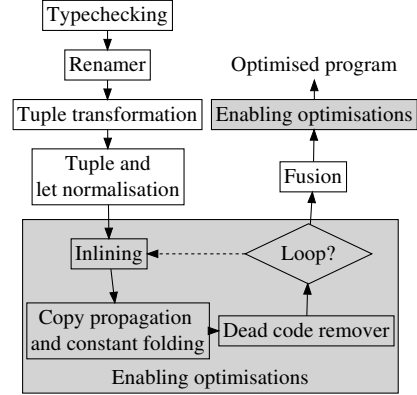 Typechecking
Renamer
Tuple transformation
Tuple and
let normalisation
Inlining
Copy propagation
and constant folding
Dead code remover
Loop?
Enabling optimisations
Fusion
Enabling optimisations
Optimised program